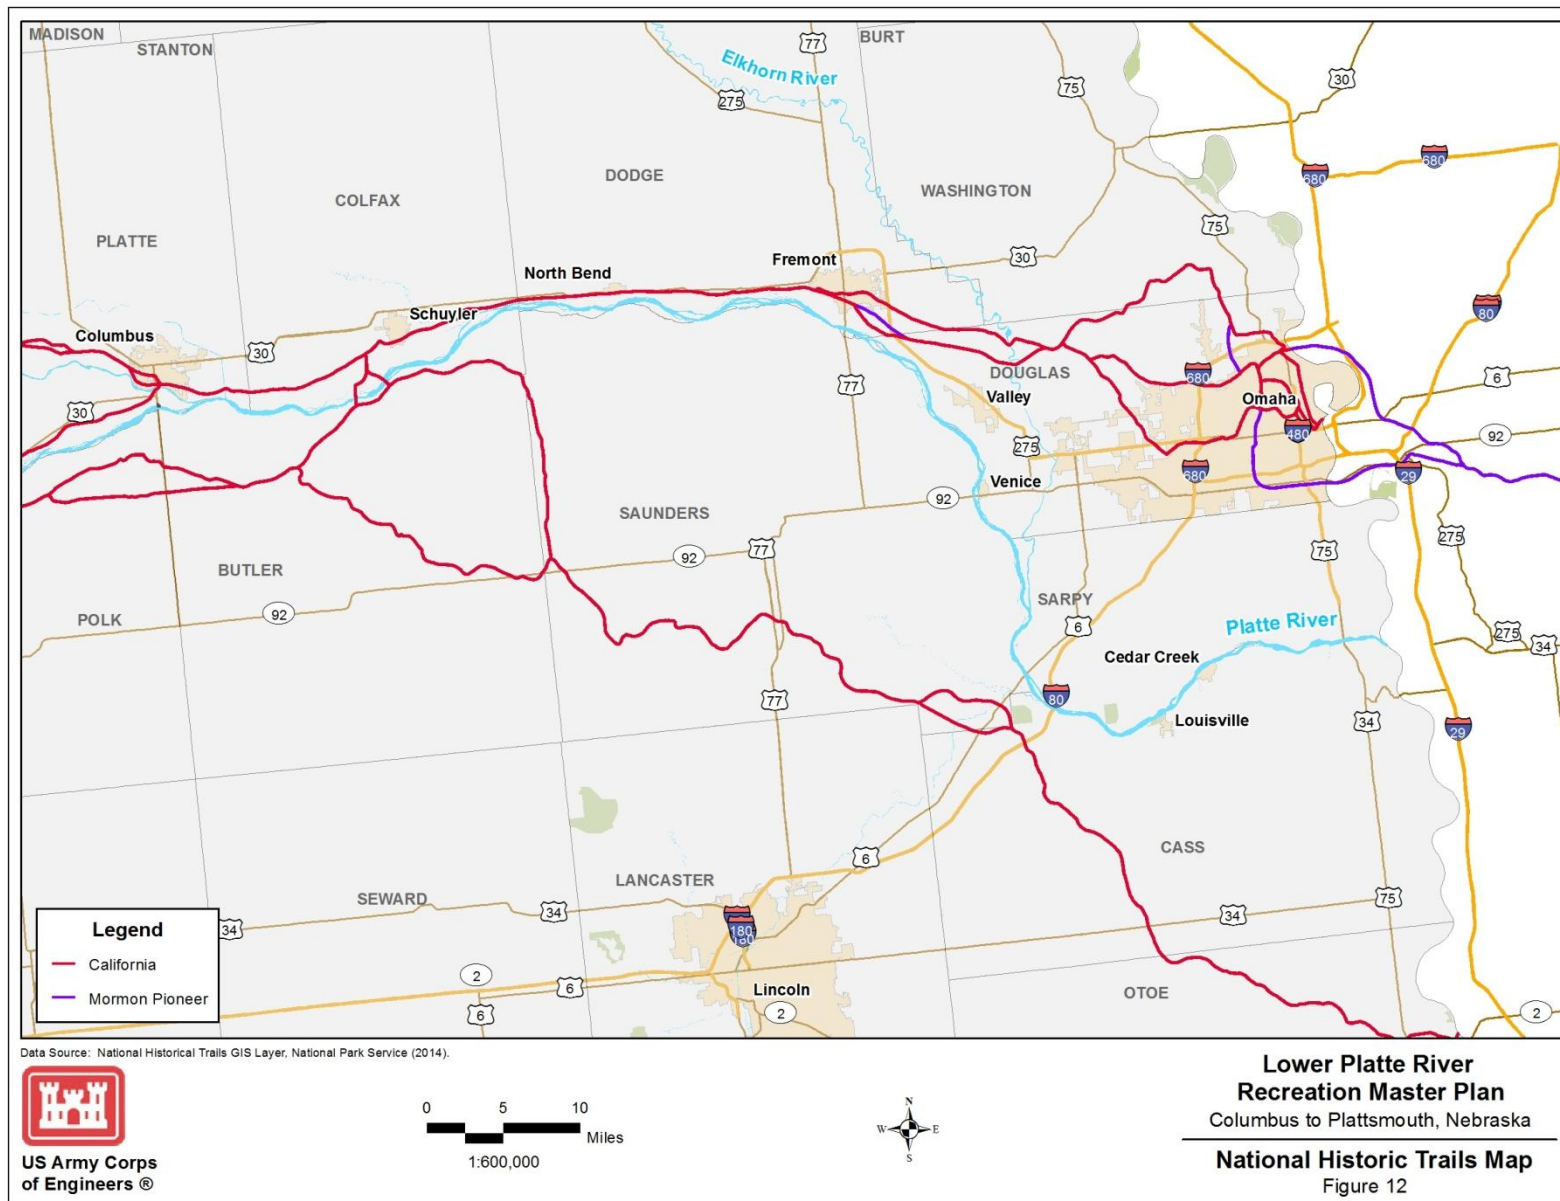 MADISON
STANTON
77
BURT
Elkhorn River
275
75
30
680
680
COLFAX
DODGE
WASHINGTON
75
PLATTE
30
Fremont
North Bend
Schuyler
80
Columbus
30
680
6
DOUGLAS
77
Valley
Omaha
30
480
92
275
680
29
Venice
92
SAUNDERS
275
77
75
92
BUTLER
SARPY
92
POLK
6
Platte River
275
34
Cedar Creek
80
77
Louisville
34
29
CASS
6
LANCASTER
SEWARD
75
34
34
34
180
Legend
California
Mormon Pioneer
2
6
6
Lincoln
2
OTOE
2
Data Source: National Historical Trails GIS Layer, National Park Service (2014).
US Army Corps
of Engineers ®
0 5 10
Miles
1:600,000
N
W E
S
Lower Platte River
Recreation Master Plan
Columbus to Plattsmouth, Nebraska
National Historic Trails Map
Figure 12